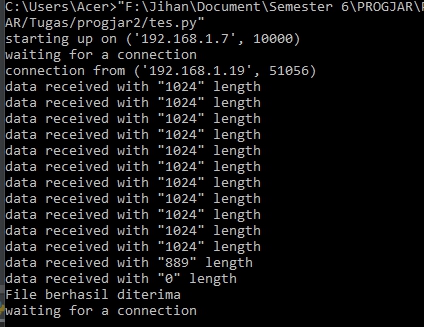 C:\Users\Acer>"F:\Jihan\Document\Semester 6\PROGJAR\P
AR/Tugas/progjar2/tes.py"
starting up on ('192.168.1.7', 10000)
waiting for a connection
connection from ('192.168.1.19', 51056)
data received with "1024" length
data received with "1024" length
data received with "1024" length
data received with "1024" length
data received with "1024" length
data received with "1024" length
data received with "1024" length
data received with "1024" length
data received with "1024" length
data received with "1024" length
data received with "1024" length
data received with "889" length
data received with "0" length
File berhasil diterima
waiting for a connection